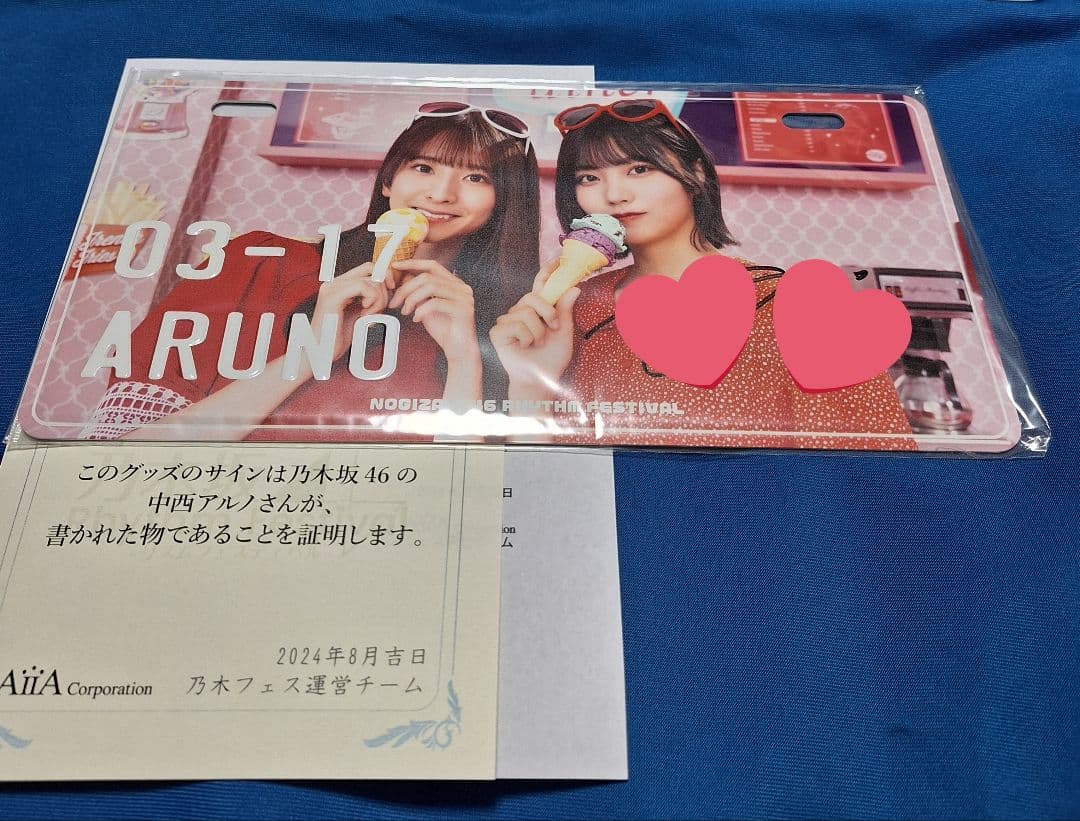 03-17
ARUNO
RHYTHM FESTIVAL
このグッズのサインは乃木坂46の
中西アルノさんが、
書かれた物であることを証明します。
日
ム
2024年8月吉日
AiiA Corporation
乃木フェス運営チーム